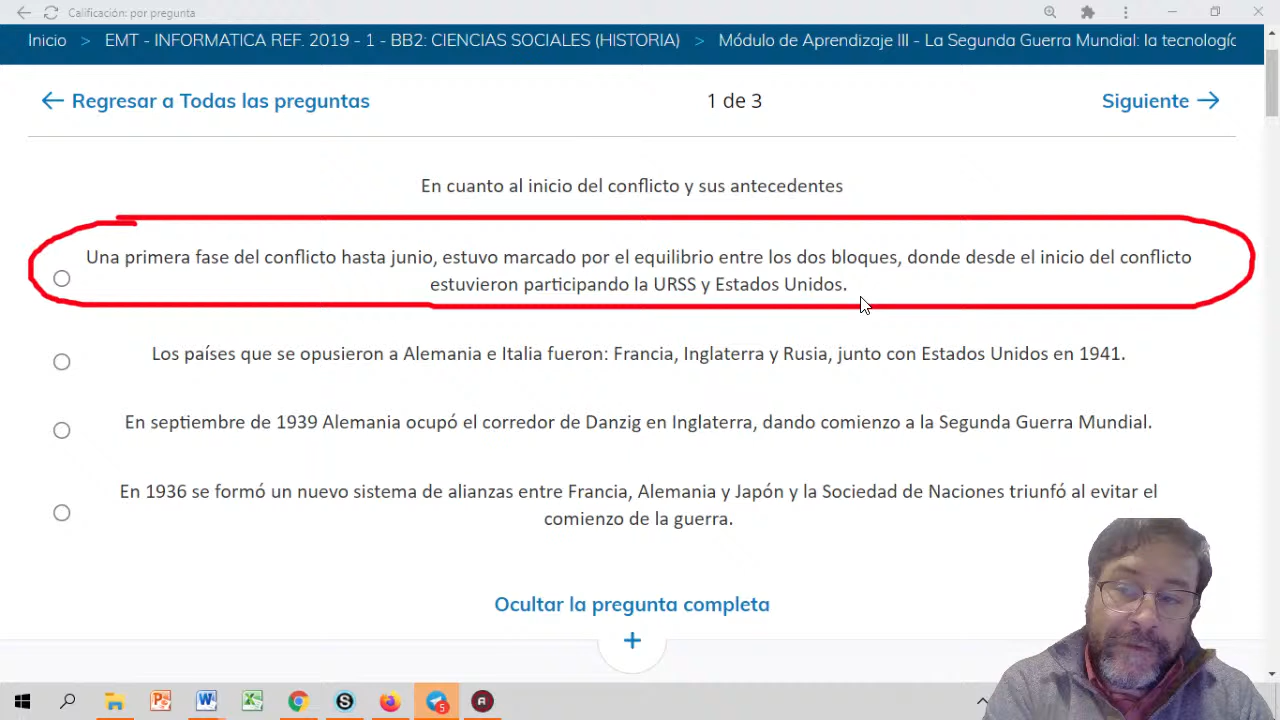 Calificación: por pregunta
Inicio > EMT - INFORMATICA REF. 2019 - 1 - BB2: CIENCIAS SOCIALES (HISTORIA) > Módulo de Aprendizaje III - La Segunda Guerra Mundial: la tecnologíc
Regresar a Todas las preguntas
1 de 3
Siguiente
En cuanto al inicio del conflicto y sus antecedentes
Una primera fase del conflicto hasta junio, estuvo marcado por el equilibrio entre los dos bloques, donde desde el inicio del conflicto
estuvieron participando la URSS y Estados Unidos.
Los países que se opusieron a Alemania e Italia fueron: Francia, Inglaterra y Rusia, junto con Estados Unidos en 1941.
En septiembre de 1939 Alemania ocupó el corredor de Danzig en Inglaterra, dando comienzo a la Segunda Guerra Mundial.
En 1936 se formó un nuevo sistema de alianzas entre Francia, Alemania y Japón y la Sociedad de Naciones triunfó al evitar el
comienzo de la guerra.
Ocultar la pregunta completa
+
5